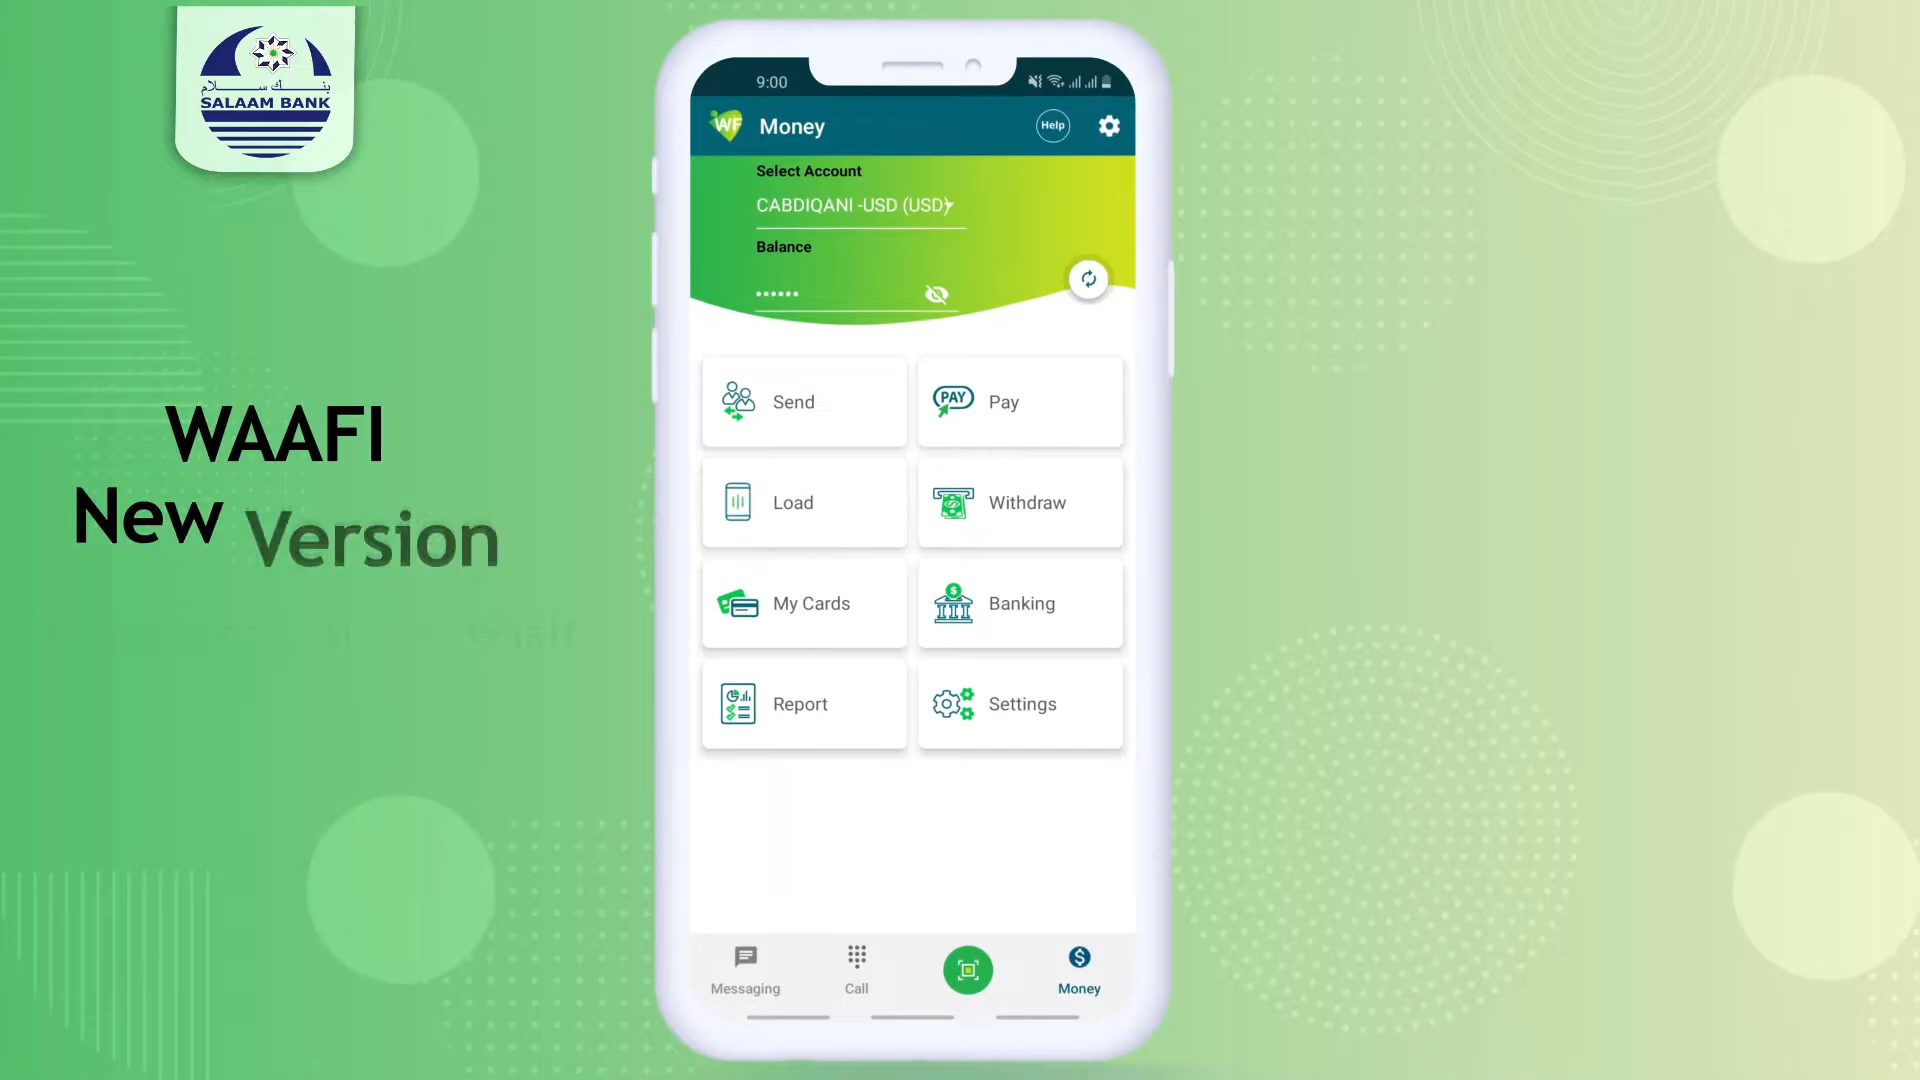 بنك سلام
SALAAM BANK
WAAFI
New Version
9:00
WF Money
Help
Select Account
CABDIQANI -USD (USD)
Balance
Send
PAY Pay
Load
Withdraw
My Cards
Banking
Report
Settings
Messaging
Call
Money